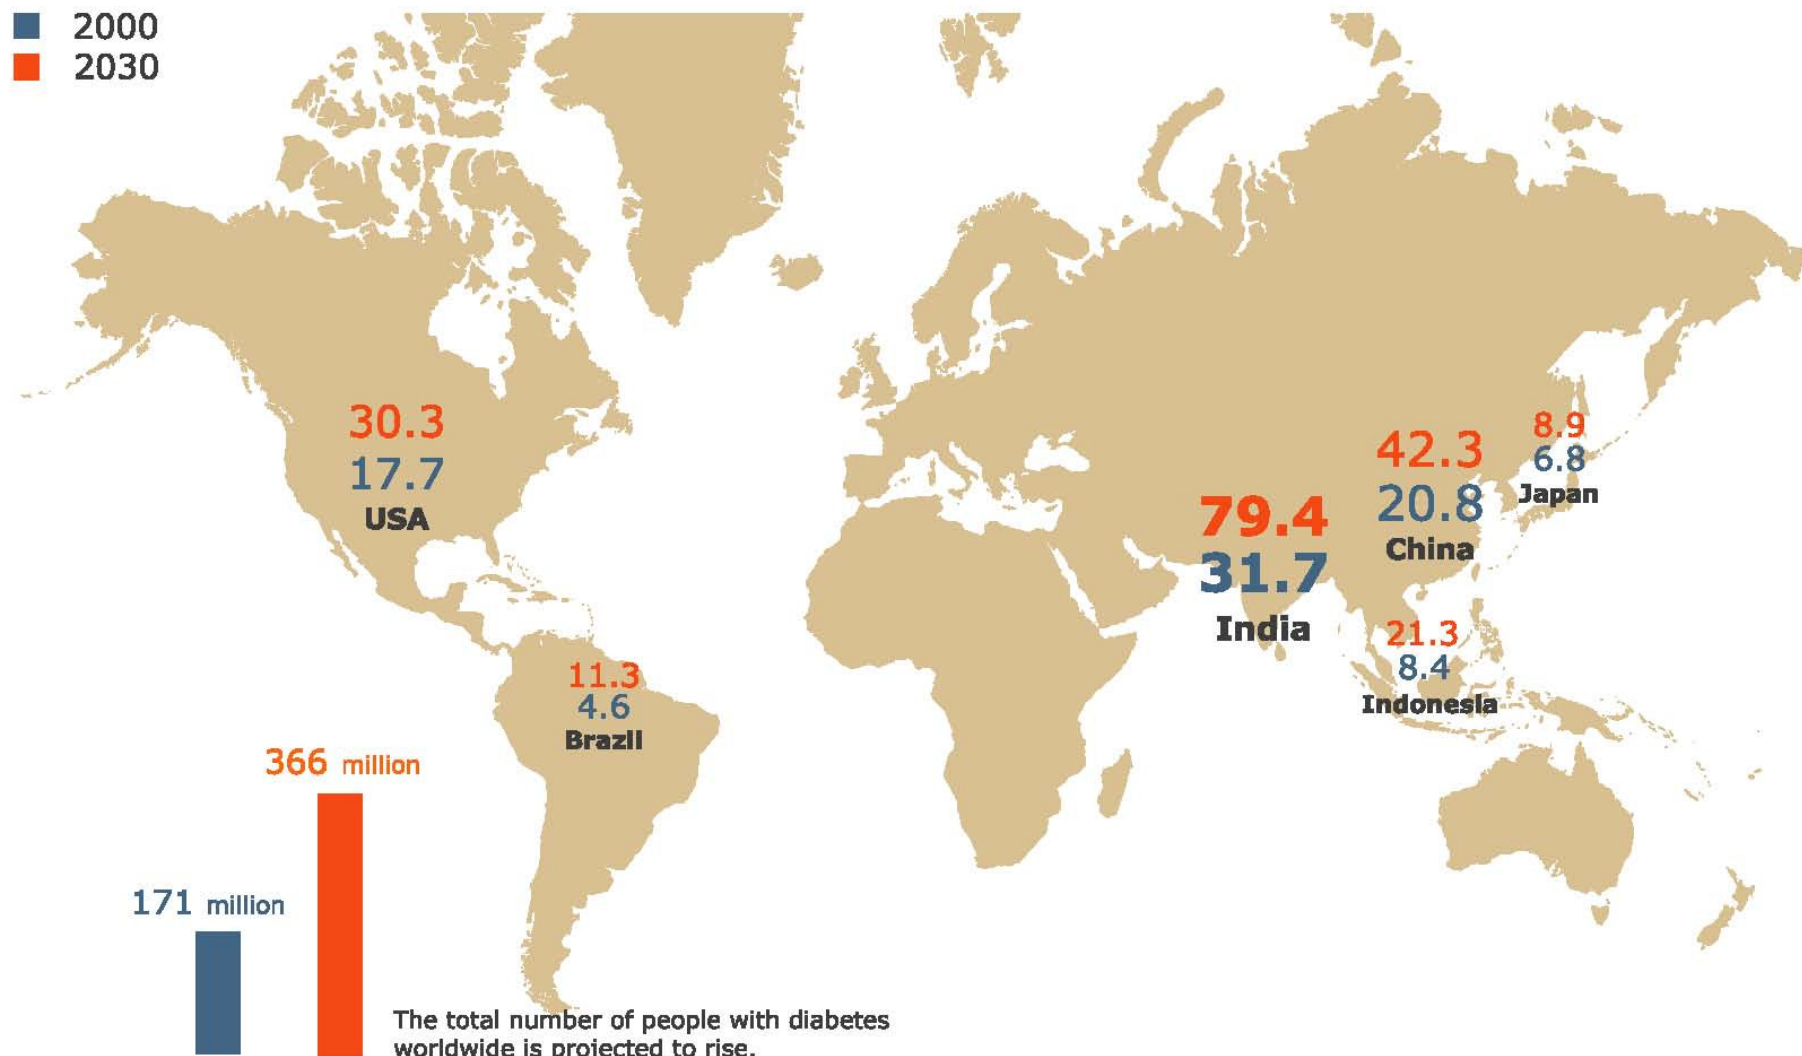 2000
2030
30.3
17.7
USA
8.9
6.8
Japan
42.3
20.8
China
79.4
31.7
India
21.3
8.4
Indonesia
11.3
4.6
Brazil
366 million
171 million
The total number of people with diabetes
worldwide is projected to rise.